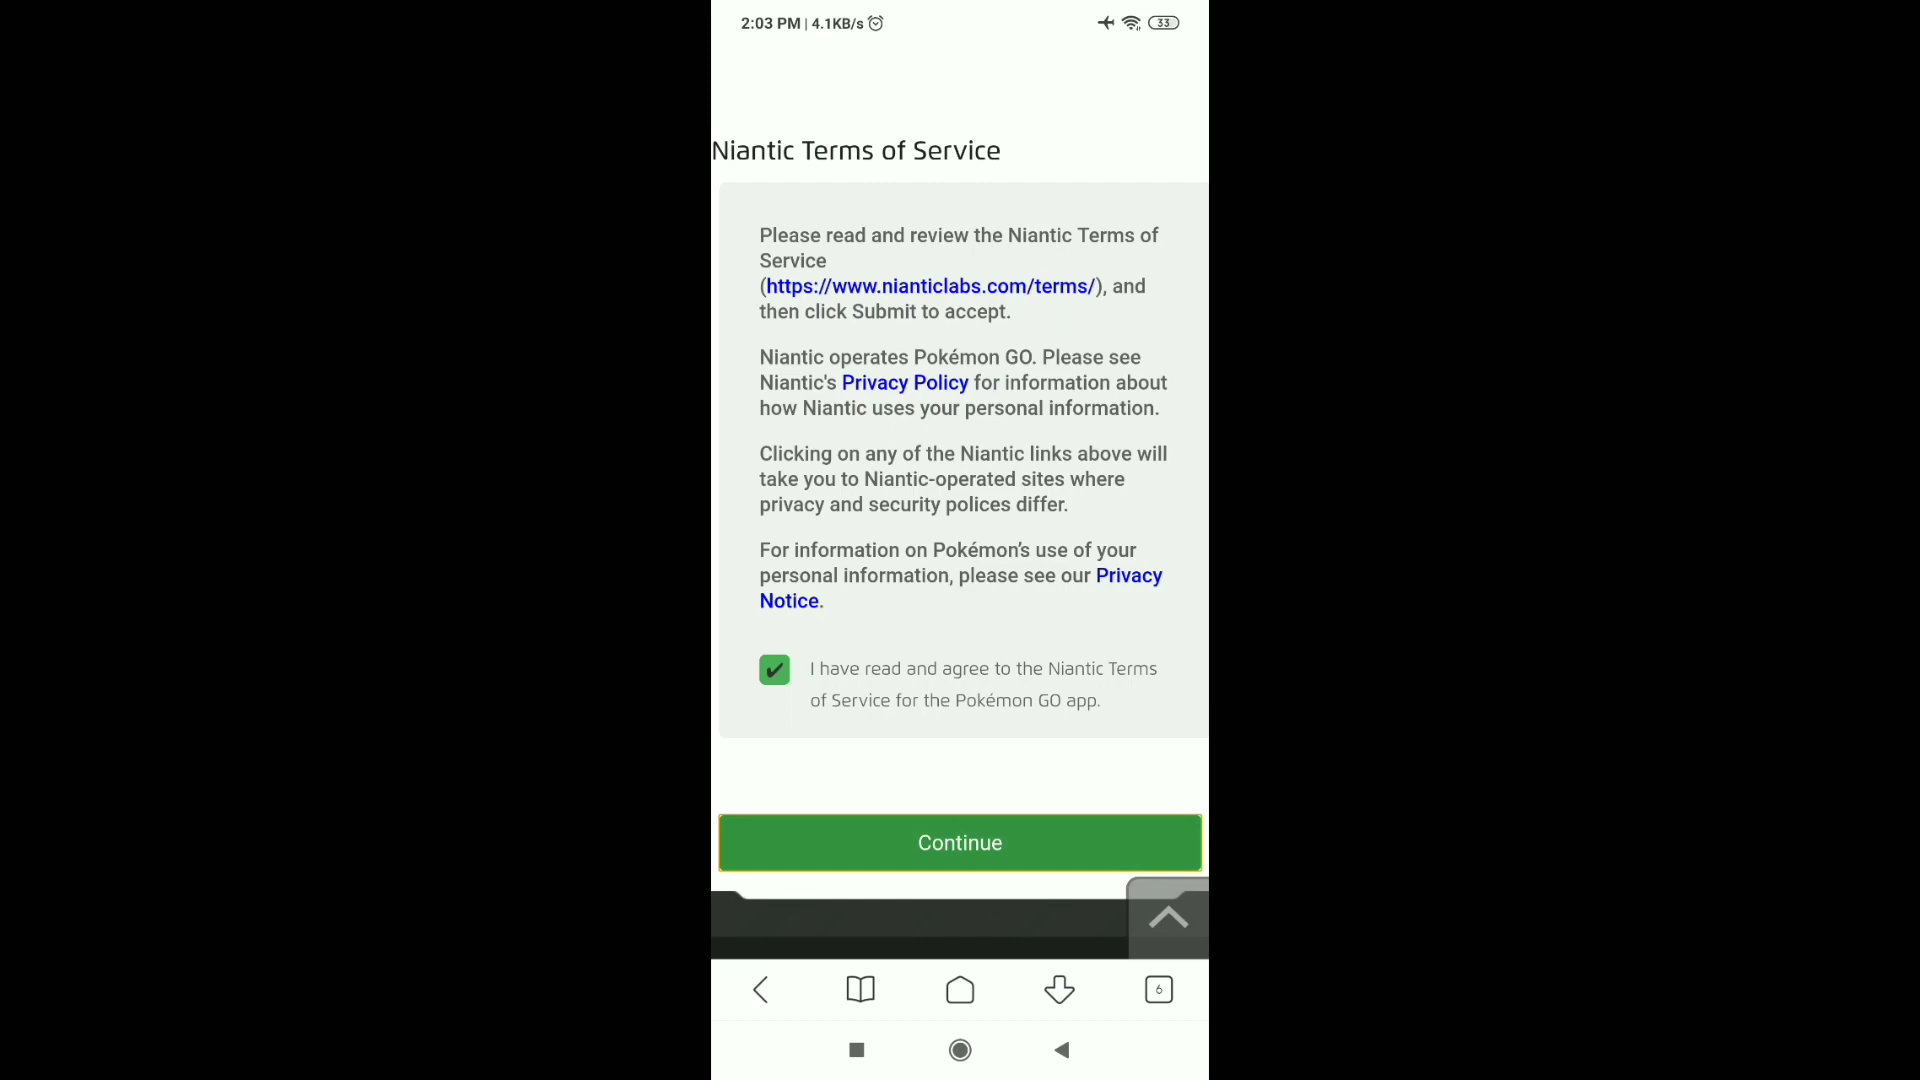 2:03 PM | 4.1KB/s
33
Niantic Terms of Service
Please read and review the Niantic Terms of
Service
(https://www.nianticlabs.com/terms/), and
then click Submit to accept.
Niantic operates Pokémon GO. Please see
Niantic's Privacy Policy for information about
how Niantic uses your personal information.
Clicking on any of the Niantic links above will
take you to Niantic-operated sites where
privacy and security polices differ.
For information on Pokémon’s use of your
personal information, please see our Privacy
Notice.
I have read and agree to the Niantic Terms
of Service for the Pokémon GO app.
Continue
6